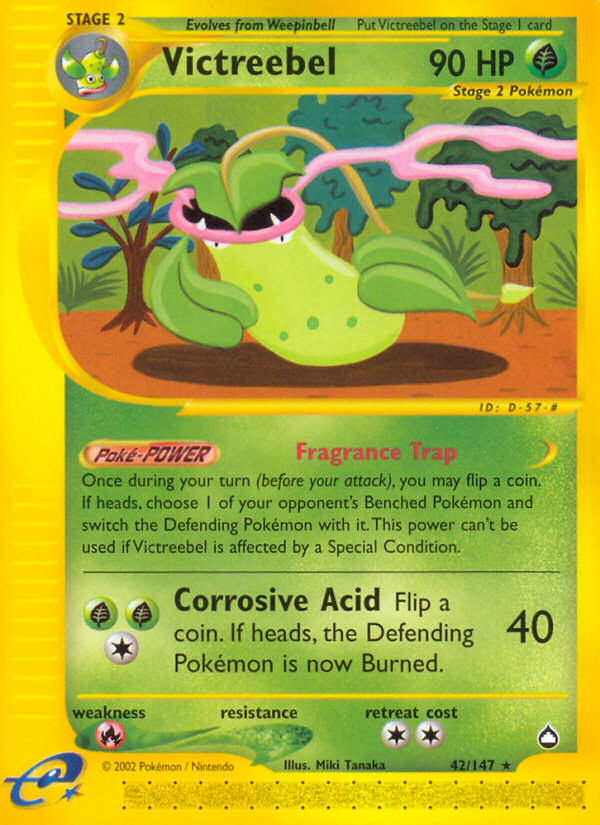 STAGE 2 Evolves from Weepinbell Put Victreebel on the Stage 1 card
Victreebel 90 HP
Stage 2 Pokémon
ID: D-57-#
Poké-POWER Fragrance Trap
Once during your turn (before your attack), you may flip a coin.
If heads, choose 1 of your opponent's Benched Pokémon and
switch the Defending Pokémon with it. This power can't be
used if Victreebel is affected by a Special Condition.
Corrosive Acid Flip a
coin. If heads, the Defending 40
Pokémon is now Burned.
weakness resistance retreat cost
© 2002 Pokémon / Nintendo Illus. Miki Tanaka 42/147 ★
e